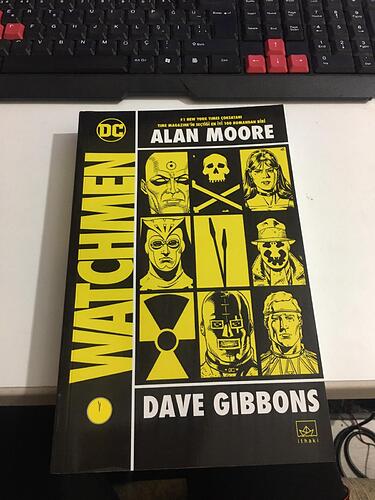 DC
#1 NEW YORK TIMES ÇOKSATANI
TIME MAGAZINE'İN SEÇTİĞİ EN İYİ 100 ROMANDAN BİRİ
ALAN MOORE
WATCHMEN
DAVE GIBBONS
ithaki